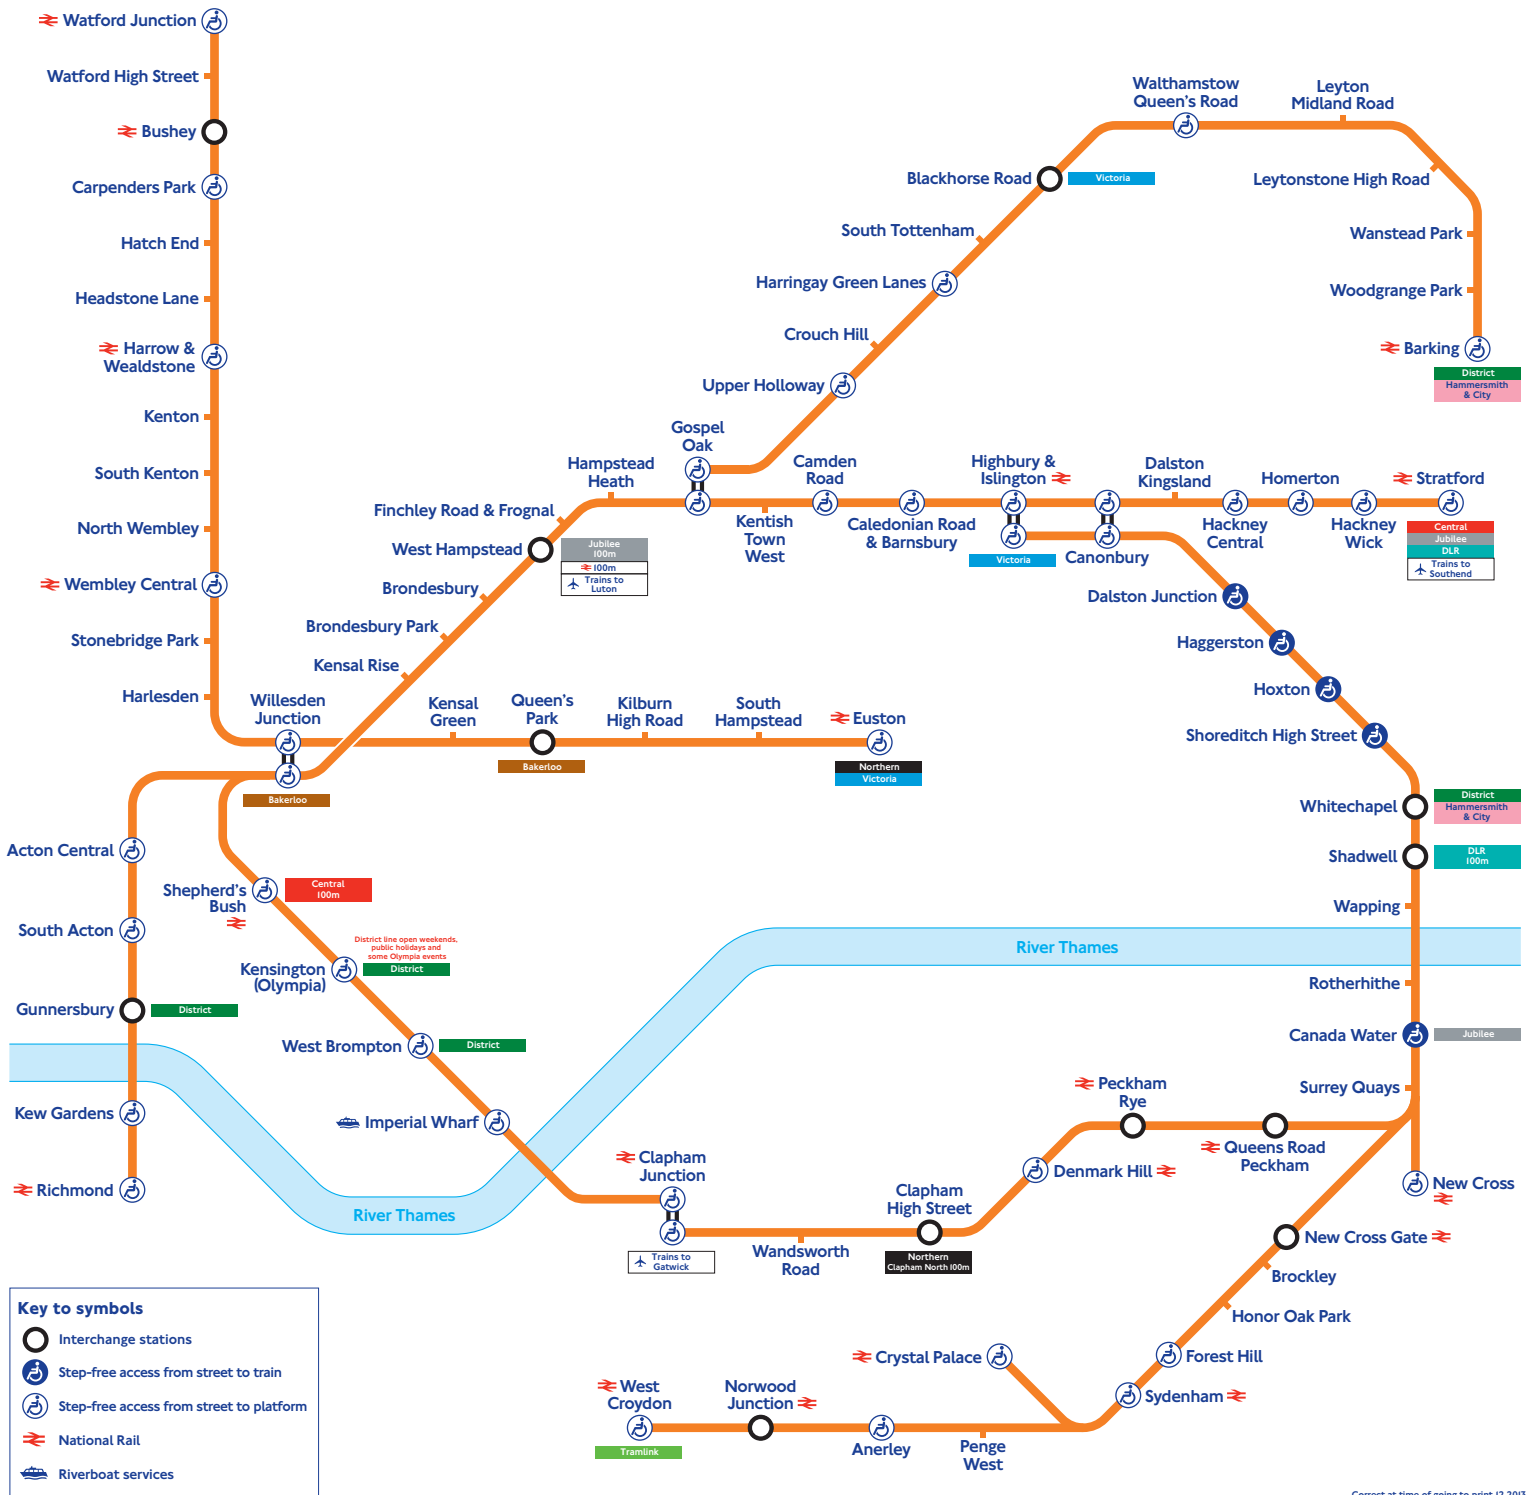 Watford Junction
Watford High Street
Bushey
Carpenders Park
Hatch End
Headstone Lane
Harrow &
Wealdstone
Kenton
South Kenton
North Wembley
Wembley Central
Stonebridge Park
Harlesden
Willesden
Junction
Bakerloo
Kensal
Green
Queen's
Park
Bakerloo
Kilburn
High Road
South
Hampstead
Euston
Northern
Victoria
Kensal Rise
Brondesbury Park
Brondesbury
West Hampstead
Jubilee
100m
100m
Trains to
Luton
Finchley Road & Frognal
Hampstead
Heath
Gospel
Oak
Upper Holloway
Crouch Hill
Harringay Green Lanes
South Tottenham
Blackhorse Road
Victoria
Walthamstow
Queen's Road
Leyton
Midland Road
Leytonstone High Road
Wanstead Park
Woodgrange Park
Barking
District
Hammersmith
& City
Kentish
Town
West
Camden
Road
Caledonian Road
& Barnsbury
Highbury &
Islington
Victoria
Canonbury
Dalston
Kingsland
Hackney
Central
Homerton
Hackney
Wick
Stratford
Central
Jubilee
DLR
Trains to
Southend
Dalston Junction
Haggerston
Hoxton
Shoreditch High Street
Whitechapel
District
Hammersmith
& City
Shadwell
DLR
100m
Wapping
River Thames
Rotherhithe
Canada Water
Jubilee
Surrey Quays
New Cross
New Cross Gate
Brockley
Honor Oak Park
Forest Hill
Sydenham
Crystal Palace
Penge
West
Anerley
Norwood
Junction
West
Croydon
Tramlink
Queens Road
Peckham
Peckham
Rye
Denmark Hill
Clapham
High Street
Northern
Clapham North 100m
Wandsworth
Road
Clapham
Junction
Trains to
Gatwick
Imperial Wharf
West Brompton
District
Kensington
(Olympia)
District line open weekends,
public holidays and
some Olympia events
District
Shepherd's
Bush
Central
100m
Acton Central
South Acton
Gunnersbury
District
Kew Gardens
Richmond
River Thames
Key to symbols
Interchange stations
Step-free access from street to train
Step-free access from street to platform
National Rail
Riverboat services
Correct at time of going to print 12.2013